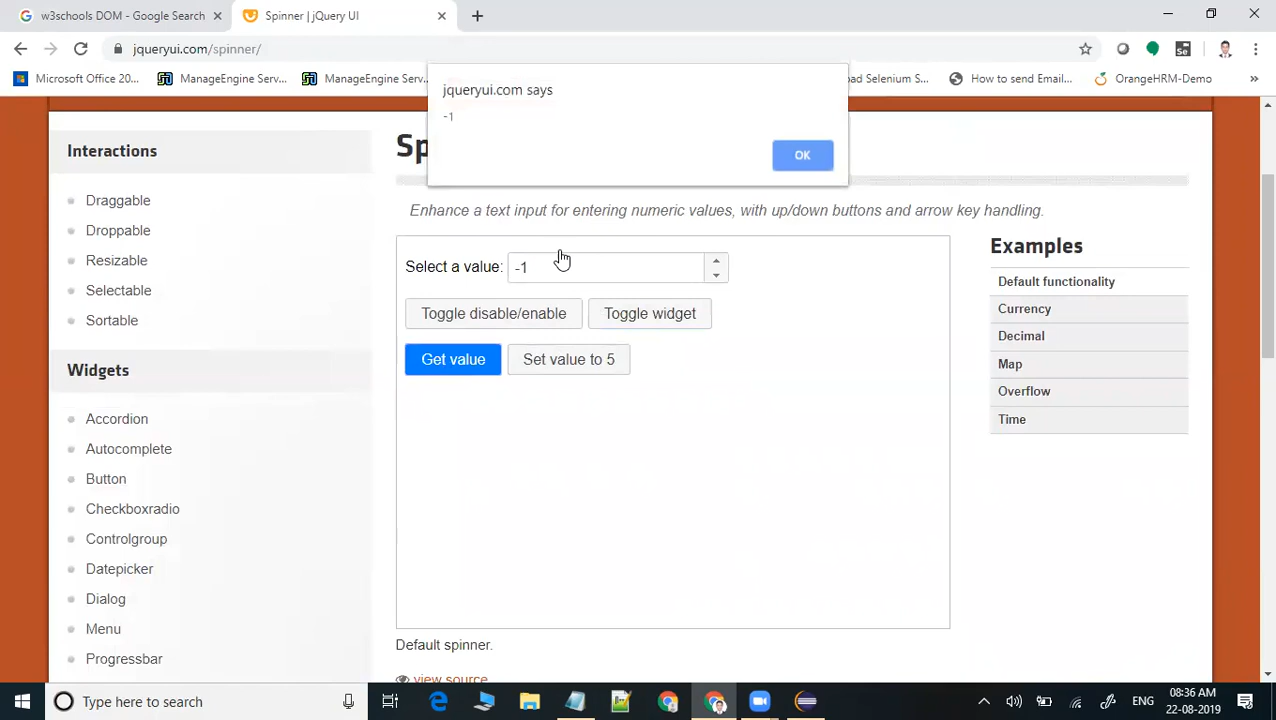 w3schools DOM - Google Search
Spinner | jQuery UI
jqueryui.com/spinner/
Microsoft Office 20...
ManageEngine Serv...
ManageEngine Serv...
ad Selenium S...
How to send Email...
OrangeHRM-Demo
jqueryui.com says
-1
OK
Interactions
Draggable
Droppable
Resizable
Selectable
Sortable
Widgets
Accordion
Autocomplete
Button
Checkboxradio
Controlgroup
Datepicker
Dialog
Menu
Progressbar
Sp
Enhance a text input for entering numeric values, with up/down buttons and arrow key handling.
Select a value: -1
Toggle disable/enable Toggle widget
Get value Set value to 5
Default spinner.
view source
Examples
Default functionality
Currency
Decimal
Map
Overflow
Time
Type here to search
ENG
08:36 AM
22-08-2019